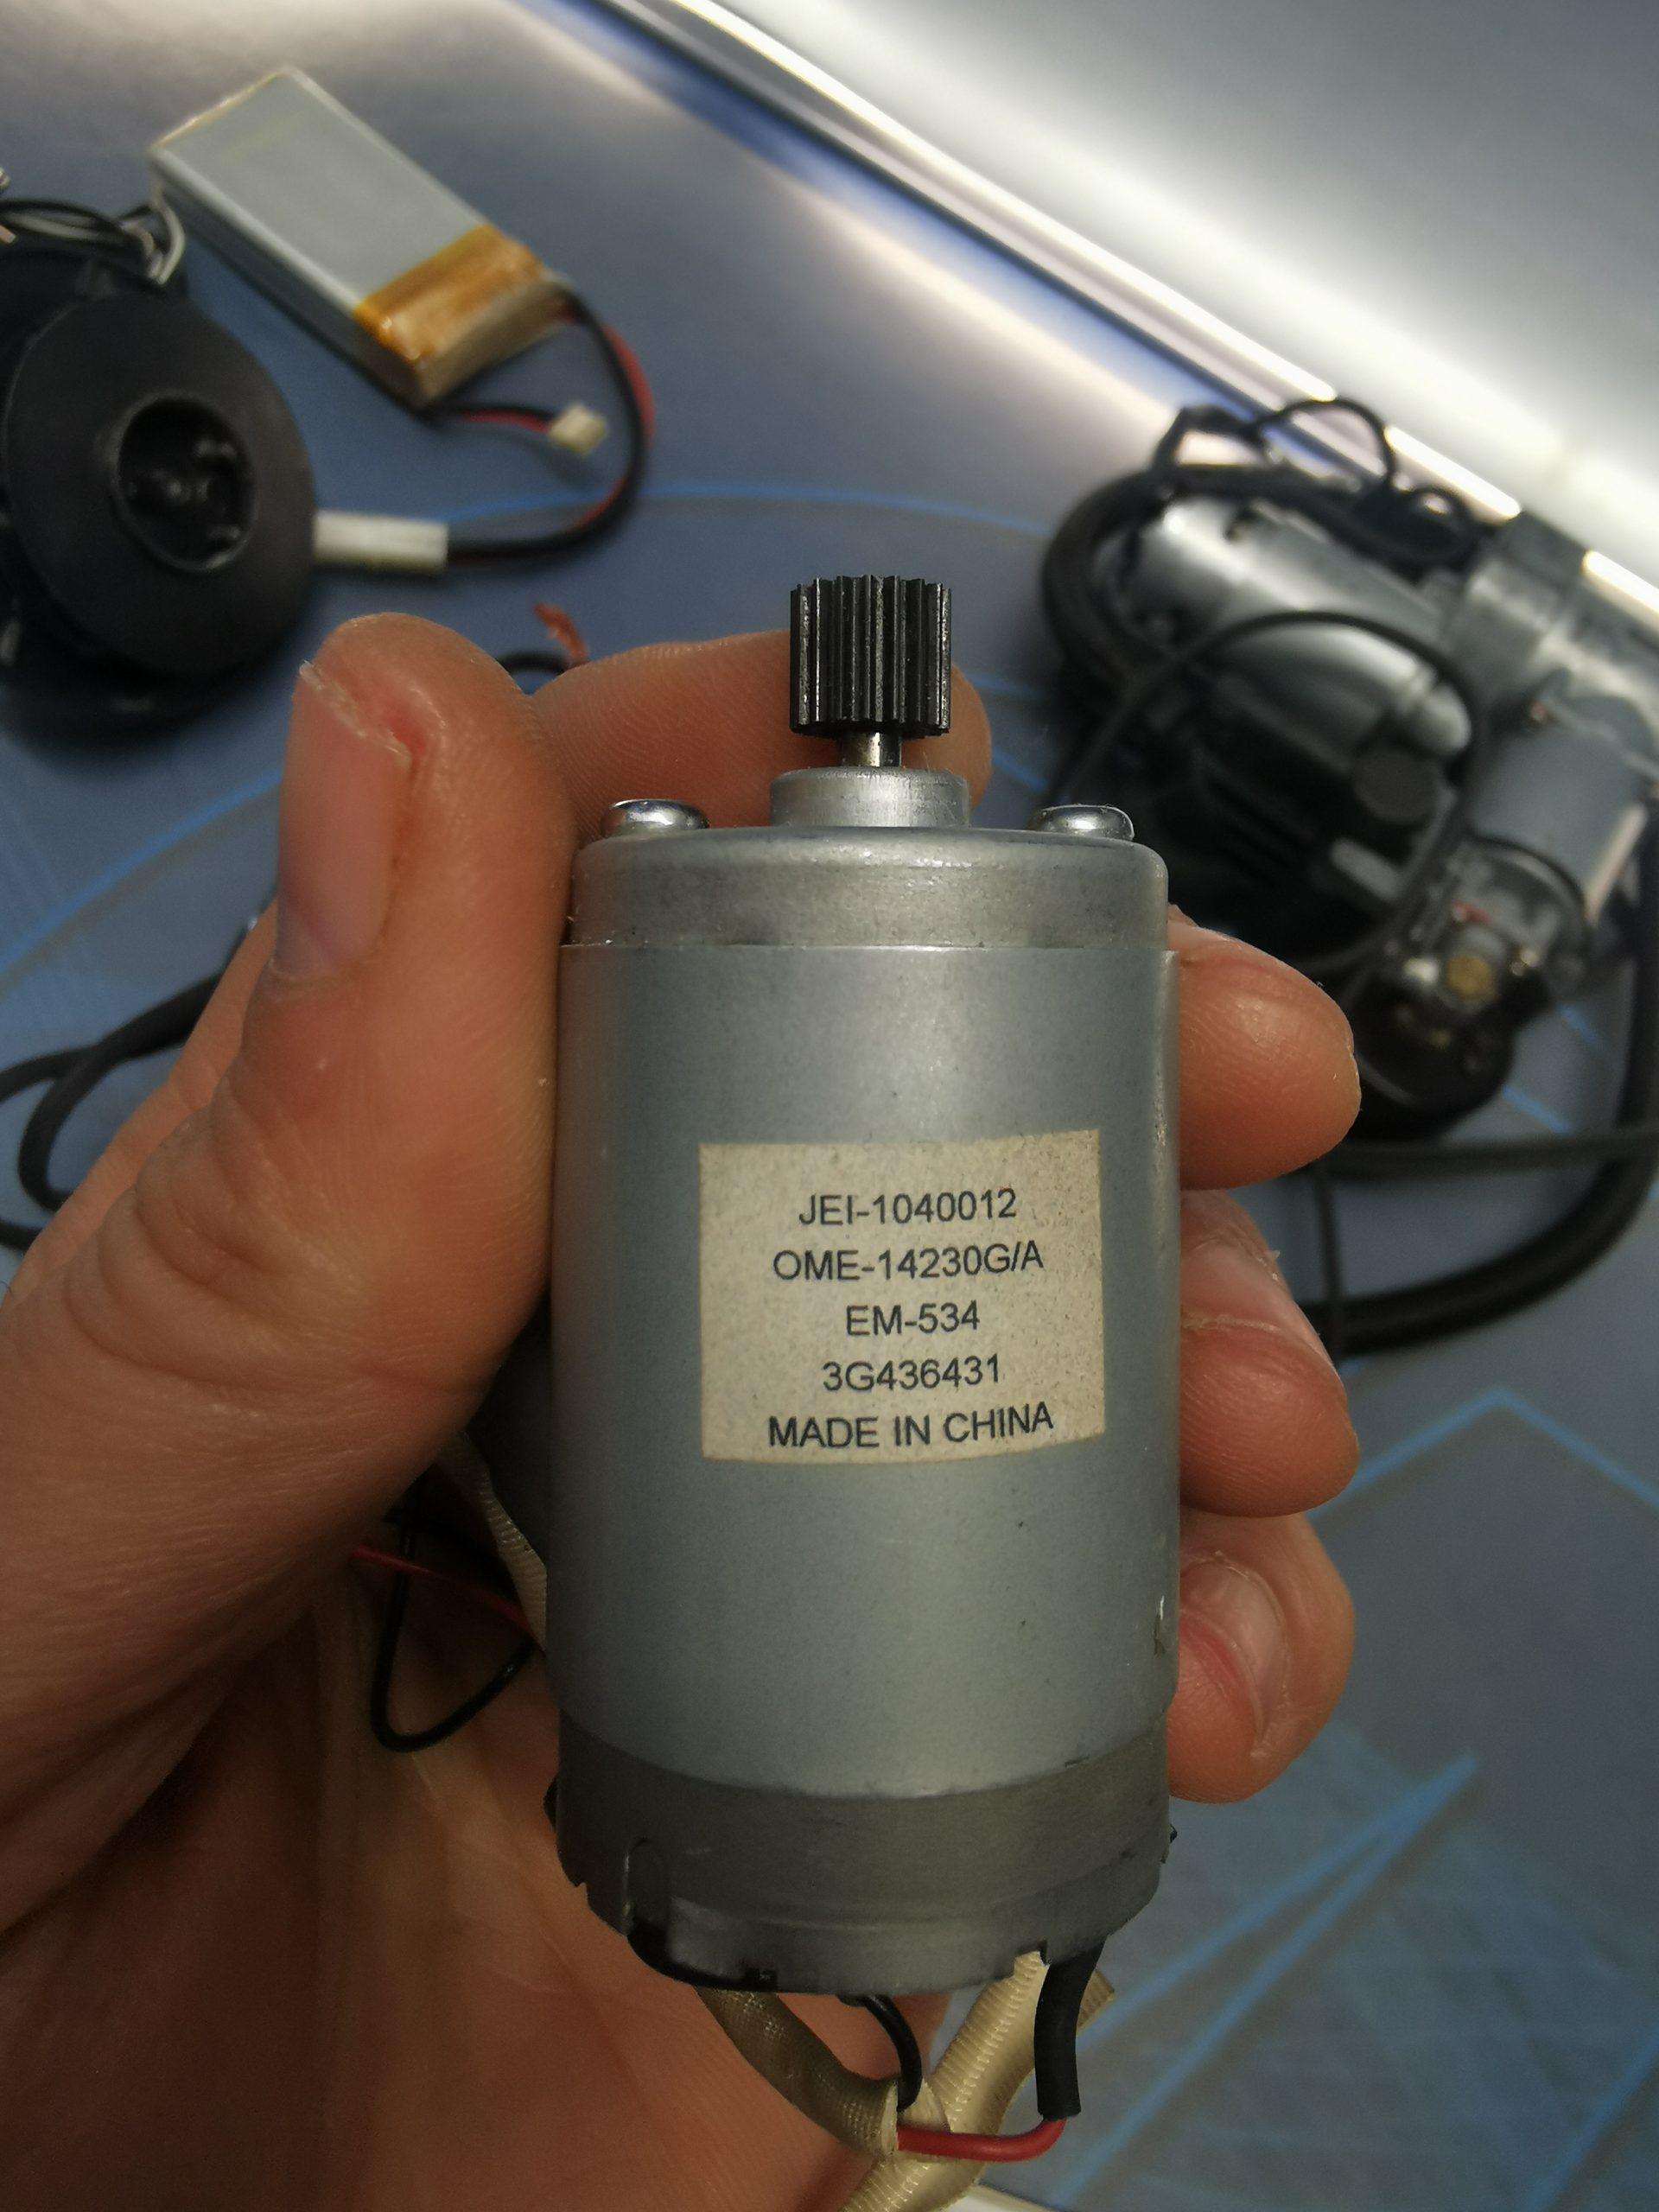 JEI-1040012
OME-14230G/A
EM-534
3G436431
MADE IN CHINA